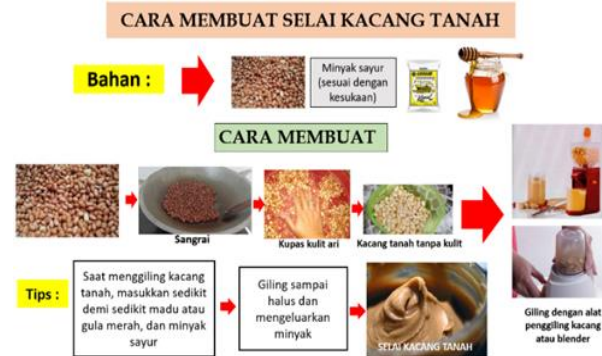 CARA MEMBUAT SELAI KACANG TANAH
Bahan :
Minyak sayur
(sesuai dengan
kesukaan)
CARA MEMBUAT
Sangrai
Kupas kulit ari
Kacang tanah tanpa kulit
Giling dengan alat
penggiling kacang
atau blender
Tips :
Saat menggiling kacang
tanah, masukkan sedikit
demi sedikit madu atau
gula merah, dan minyak
sayur
Giling sampai
halus dan
mengeluarkan
minyak
SELAI KACANG TANAH